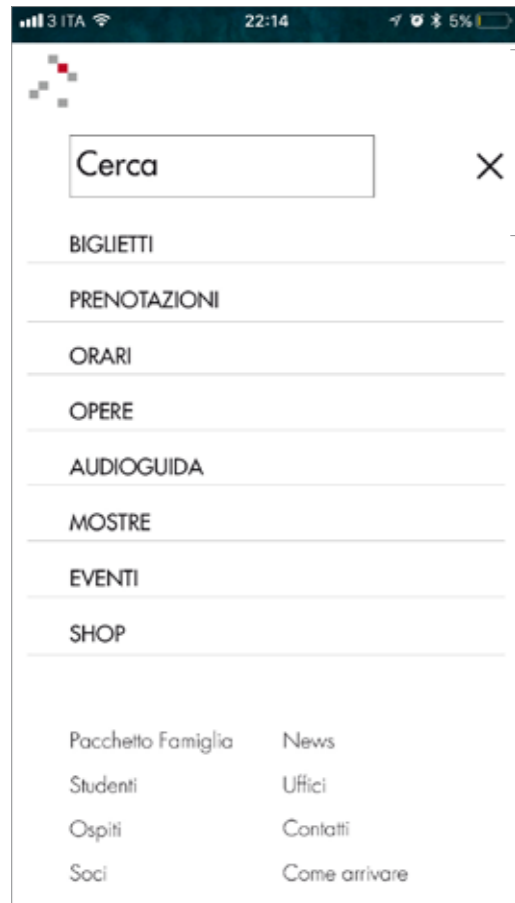 3 ITA 22:14 5%
Cerca
BIGLIETTI
PRENOTAZIONI
ORARI
OPERE
AUDIOGUIDA
MOSTRE
EVENTI
SHOP
Pacchetto Famiglia News
Studenti Uffici
Ospiti Contatti
Soci Come arrivare